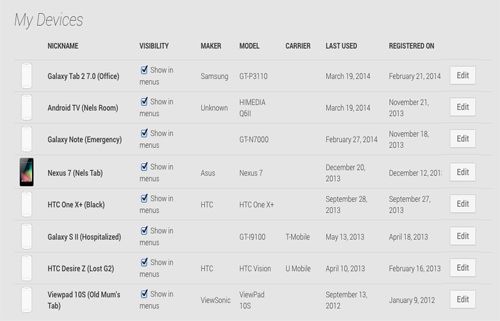 My Devices
NICKNAME VISIBILITY MAKER MODEL CARRIER LAST USED REGISTERED ON
Galaxy Tab 2 7.0 (Office) Show in menus Samsung GT-P3110 March 19, 2014 February 21, 2014 Edit
Android TV (Nels Room) Show in menus Unknown HIMEDIA Q5II March 19, 2014 November 21, 2013 Edit
Galaxy Note (Emergency) Show in menus GT-N7000 February 27, 2014 November 18, 2013 Edit
Nexus 7 (Nels Tab) Show in menus Asus Nexus 7 December 20, 2013 December 12, 201 Edit
HTC One X+ (Black) Show in menus HTC HTC One X+ September 28, 2013 September 27, 2013 Edit
Galaxy S II (Hospitalized) Show in menus GT-I9100 T-Mobile May 13, 2013 April 18, 2013 Edit
HTC Desire Z (Lost G2) Show in menus HTC HTC Vision U Mobile April 10, 2013 February 16, 2013 Edit
Viewpad 10S (Old Mum's Tab) Show in menus ViewSonic ViewPad 10S September 13, 2012 January 9, 2012 Edit